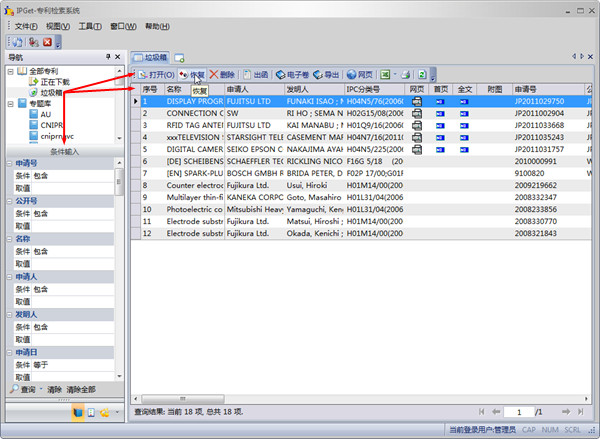 IPGet-专利检索系统
文件(F) 视图(V) 工具(T) 窗口(W) 帮助(H)
导航
全部专利
正在下载
垃圾箱
专题库
AU
CNIPR
cnipr_vc
条件输入
申请号
条件 包含
取值
公开号
条件 包含
取值
名称
条件 包含
取值
申请人
条件 包含
取值
发明人
条件 包含
取值
申请日
条件 等于
取值
查询 清除 清除全部
垃圾箱
打开(O) 恢复 删除 出函 电子卷 导出 网页
恢复
序号 名称 申请人 发明人 IPC分类号 网页 首页 全文 附图 申请号
1 DISPLAY PROGR FUJITSU LTD FUNAKI ISAO ; M H04N5/76(2006( JP2011029750
2 CONNECTION C SW RI HO ; SEMA N H02G15/08(2006 JP2011002904
3 RFID TAG ANTEN FUJITSU LTD KAI MANABU ; N H01Q9/16(2006( JP2011033668
4 xxxTELEVISION STARSIGHT TELE CASEMENT MAR H04N7/16(2011( JP2011035243
5 DIGITAL CAMER SEIKO EPSON C NAKAJIMA AYAH H04N5/225(2006 JP2011031757
6 [DE] SCHEIBENS SCHAEFFLER TEC RICKLING NICO F16G 5/18 (20 2010000991
7 [EN] SPARK-PLU BOSCH GMBH F BRIDA PETER, D F02P 17/00;G01F 9100820
8 Counter electroc Fujikura Ltd. Usui, Hiroki H01M14/00(200 2009219662
9 Multilayer thin-fi KANEKA CORPC Goto, Masahiro H01L31/04(2006 2008332347
10 Photoelectric co Mitsubishi Heavy Yamaguchi, Ken H01L31/04(2006 2008233856
11 Electrode substr Fujikura Ltd. Matsui, Hiroshi ; H01M14/00(200 2008330770
12 Electrode substr Fujikura Ltd. Okada, Kenichi ; H01M14/00(200 2008321843
查询结果: 当前 18 项, 总共 18 项,
1 /1
当前登录用户:管理员 CAP NUM SCRL